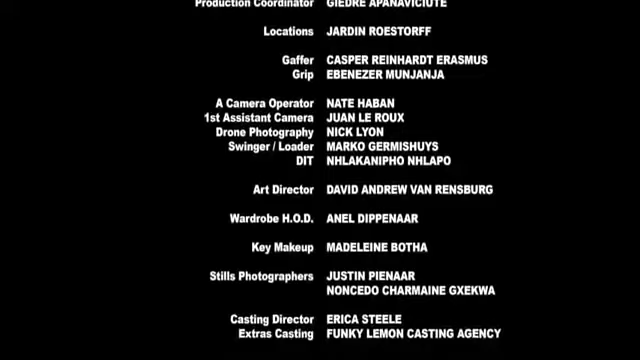 Production Coordinator GIEDRE APANAVICIUTE
Locations JARDIN ROESTORFF
Gaffer CASPER REINHARDT ERASMUS
Grip EBENEZER MUNJANJA
A Camera Operator NATE HABAN
1st Assistant Camera JUAN LE ROUX
Drone Photography NICK LYON
Swinger / Loader MARKO GERMISHUYS
DIT NHLAKANIPHO NHLAPO
Art Director DAVID ANDREW VAN RENSBURG
Wardrobe H.O.D. ANEL DIPPENAAR
Key Makeup MADELEINE BOTHA
Stills Photographers JUSTIN PIENAAR
NONCEDO CHARMAINE GXEKWA
Casting Director ERICA STEELE
Extras Casting FUNKY LEMON CASTING AGENCY